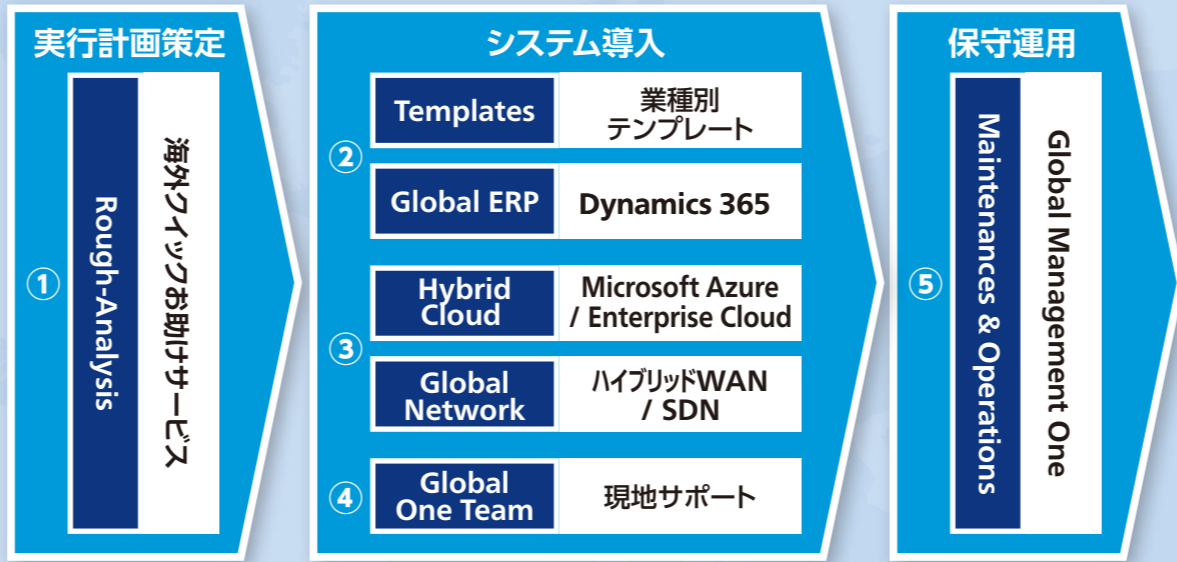 実行計画策定
①
Rough-Analysis
海外クイックお助けサービス
システム導入
②
Templates
業種別
テンプレート
Global ERP
Dynamics 365
③
Hybrid
Cloud
Microsoft Azure
/ Enterprise Cloud
Global
Network
ハイブリッドWAN
/ SDN
④
Global
One Team
現地サポート
保守運用
⑤
Maintenances & Operations
Global Management One